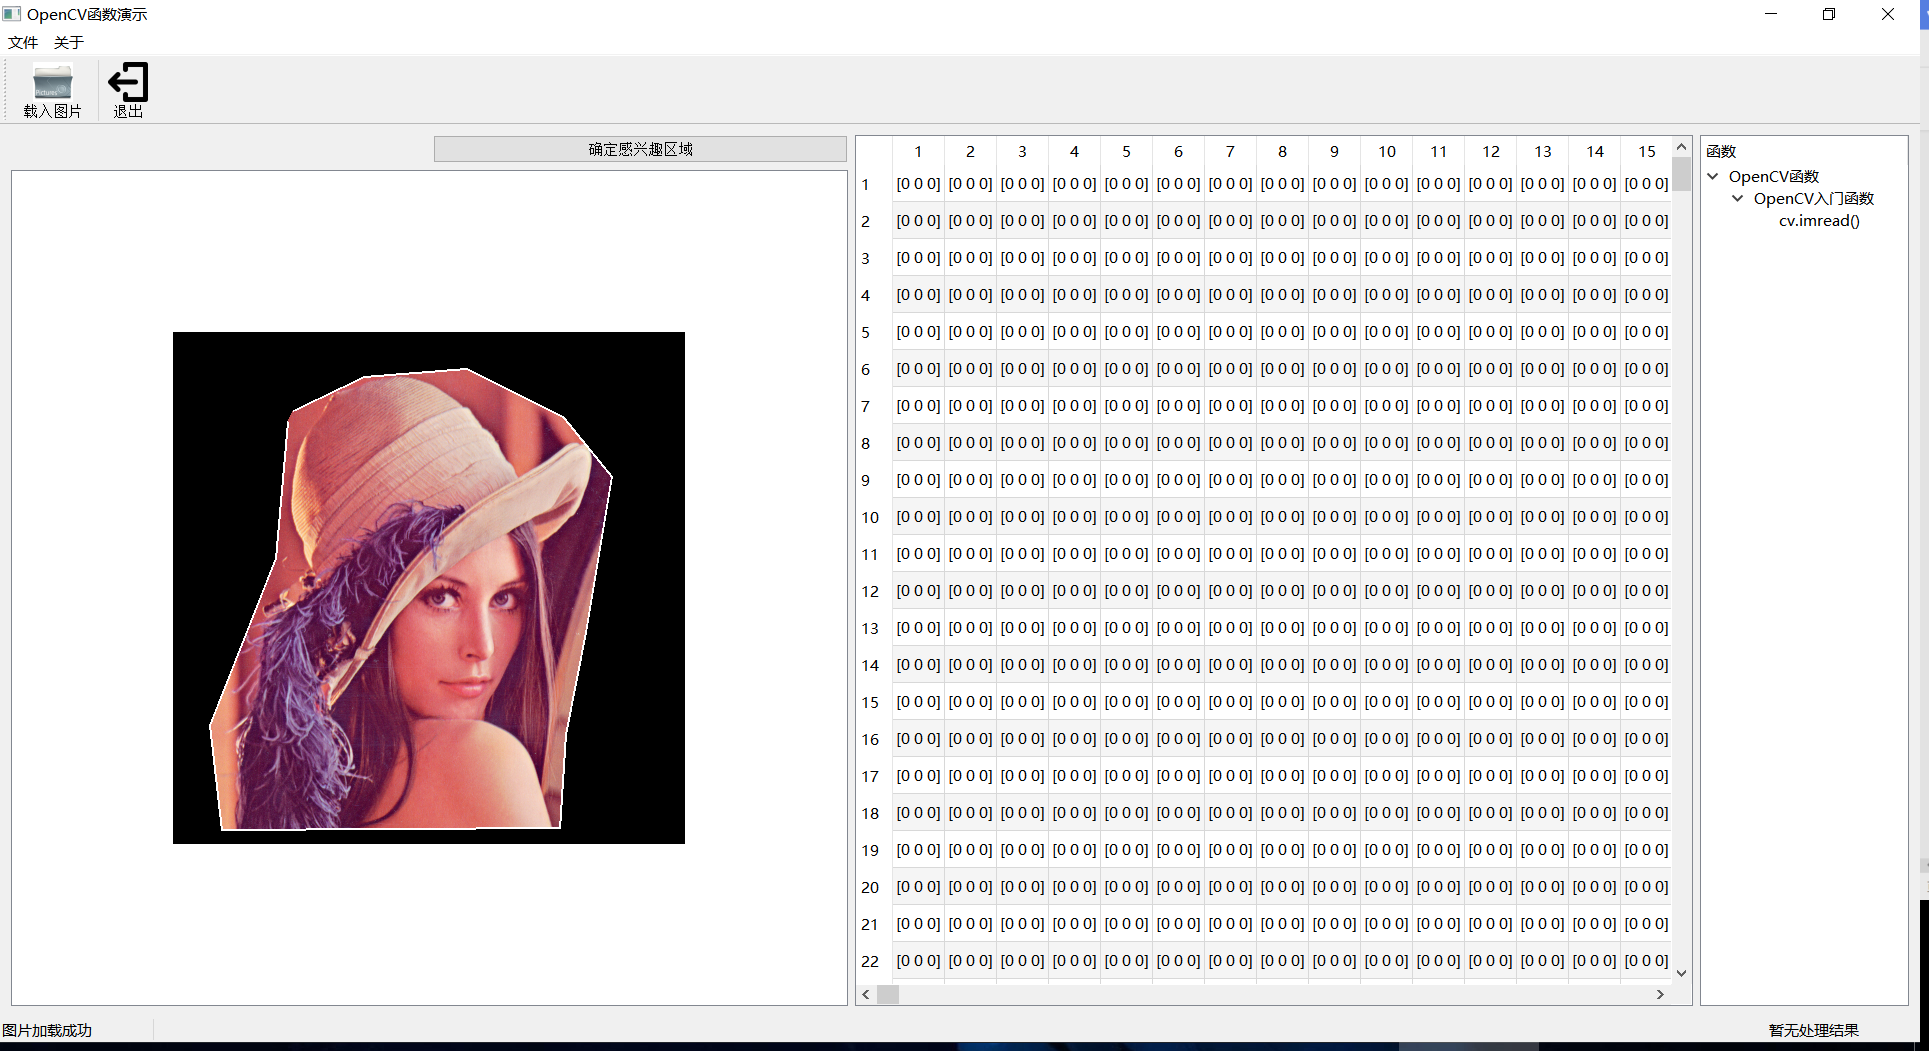 OpenCV函数演示
文件 关于
载入图片 退出
确定感兴趣区域
1 2 3 4 5 6 7 8 9 10 11 12 13 14 15
1 [0 0 0] [0 0 0] [0 0 0] [0 0 0] [0 0 0] [0 0 0] [0 0 0] [0 0 0] [0 0 0] [0 0 0] [0 0 0] [0 0 0] [0 0 0] [0 0 0] [0 0 0]
2 [0 0 0] [0 0 0] [0 0 0] [0 0 0] [0 0 0] [0 0 0] [0 0 0] [0 0 0] [0 0 0] [0 0 0] [0 0 0] [0 0 0] [0 0 0] [0 0 0] [0 0 0]
3 [0 0 0] [0 0 0] [0 0 0] [0 0 0] [0 0 0] [0 0 0] [0 0 0] [0 0 0] [0 0 0] [0 0 0] [0 0 0] [0 0 0] [0 0 0] [0 0 0] [0 0 0]
4 [0 0 0] [0 0 0] [0 0 0] [0 0 0] [0 0 0] [0 0 0] [0 0 0] [0 0 0] [0 0 0] [0 0 0] [0 0 0] [0 0 0] [0 0 0] [0 0 0] [0 0 0]
5 [0 0 0] [0 0 0] [0 0 0] [0 0 0] [0 0 0] [0 0 0] [0 0 0] [0 0 0] [0 0 0] [0 0 0] [0 0 0] [0 0 0] [0 0 0] [0 0 0] [0 0 0]
6 [0 0 0] [0 0 0] [0 0 0] [0 0 0] [0 0 0] [0 0 0] [0 0 0] [0 0 0] [0 0 0] [0 0 0] [0 0 0] [0 0 0] [0 0 0] [0 0 0] [0 0 0]
7 [0 0 0] [0 0 0] [0 0 0] [0 0 0] [0 0 0] [0 0 0] [0 0 0] [0 0 0] [0 0 0] [0 0 0] [0 0 0] [0 0 0] [0 0 0] [0 0 0] [0 0 0]
8 [0 0 0] [0 0 0] [0 0 0] [0 0 0] [0 0 0] [0 0 0] [0 0 0] [0 0 0] [0 0 0] [0 0 0] [0 0 0] [0 0 0] [0 0 0] [0 0 0] [0 0 0]
9 [0 0 0] [0 0 0] [0 0 0] [0 0 0] [0 0 0] [0 0 0] [0 0 0] [0 0 0] [0 0 0] [0 0 0] [0 0 0] [0 0 0] [0 0 0] [0 0 0] [0 0 0]
10 [0 0 0] [0 0 0] [0 0 0] [0 0 0] [0 0 0] [0 0 0] [0 0 0] [0 0 0] [0 0 0] [0 0 0] [0 0 0] [0 0 0] [0 0 0] [0 0 0] [0 0 0]
11 [0 0 0] [0 0 0] [0 0 0] [0 0 0] [0 0 0] [0 0 0] [0 0 0] [0 0 0] [0 0 0] [0 0 0] [0 0 0] [0 0 0] [0 0 0] [0 0 0] [0 0 0]
12 [0 0 0] [0 0 0] [0 0 0] [0 0 0] [0 0 0] [0 0 0] [0 0 0] [0 0 0] [0 0 0] [0 0 0] [0 0 0] [0 0 0] [0 0 0] [0 0 0] [0 0 0]
13 [0 0 0] [0 0 0] [0 0 0] [0 0 0] [0 0 0] [0 0 0] [0 0 0] [0 0 0] [0 0 0] [0 0 0] [0 0 0] [0 0 0] [0 0 0] [0 0 0] [0 0 0]
14 [0 0 0] [0 0 0] [0 0 0] [0 0 0] [0 0 0] [0 0 0] [0 0 0] [0 0 0] [0 0 0] [0 0 0] [0 0 0] [0 0 0] [0 0 0] [0 0 0] [0 0 0]
15 [0 0 0] [0 0 0] [0 0 0] [0 0 0] [0 0 0] [0 0 0] [0 0 0] [0 0 0] [0 0 0] [0 0 0] [0 0 0] [0 0 0] [0 0 0] [0 0 0] [0 0 0]
16 [0 0 0] [0 0 0] [0 0 0] [0 0 0] [0 0 0] [0 0 0] [0 0 0] [0 0 0] [0 0 0] [0 0 0] [0 0 0] [0 0 0] [0 0 0] [0 0 0] [0 0 0]
17 [0 0 0] [0 0 0] [0 0 0] [0 0 0] [0 0 0] [0 0 0] [0 0 0] [0 0 0] [0 0 0] [0 0 0] [0 0 0] [0 0 0] [0 0 0] [0 0 0] [0 0 0]
18 [0 0 0] [0 0 0] [0 0 0] [0 0 0] [0 0 0] [0 0 0] [0 0 0] [0 0 0] [0 0 0] [0 0 0] [0 0 0] [0 0 0] [0 0 0] [0 0 0] [0 0 0]
19 [0 0 0] [0 0 0] [0 0 0] [0 0 0] [0 0 0] [0 0 0] [0 0 0] [0 0 0] [0 0 0] [0 0 0] [0 0 0] [0 0 0] [0 0 0] [0 0 0] [0 0 0]
20 [0 0 0] [0 0 0] [0 0 0] [0 0 0] [0 0 0] [0 0 0] [0 0 0] [0 0 0] [0 0 0] [0 0 0] [0 0 0] [0 0 0] [0 0 0] [0 0 0] [0 0 0]
21 [0 0 0] [0 0 0] [0 0 0] [0 0 0] [0 0 0] [0 0 0] [0 0 0] [0 0 0] [0 0 0] [0 0 0] [0 0 0] [0 0 0] [0 0 0] [0 0 0] [0 0 0]
22 [0 0 0] [0 0 0] [0 0 0] [0 0 0] [0 0 0] [0 0 0] [0 0 0] [0 0 0] [0 0 0] [0 0 0] [0 0 0] [0 0 0] [0 0 0] [0 0 0] [0 0 0]
函数
OpenCV函数
OpenCV入门函数
cv.imread()
图片加载成功
暂无处理结果